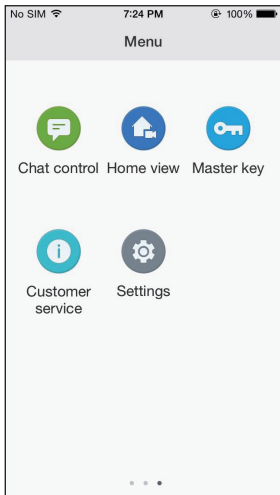 No SIM 7:24 PM 100%
Menu
Chat control Home view Master key
Customer
service
Settings